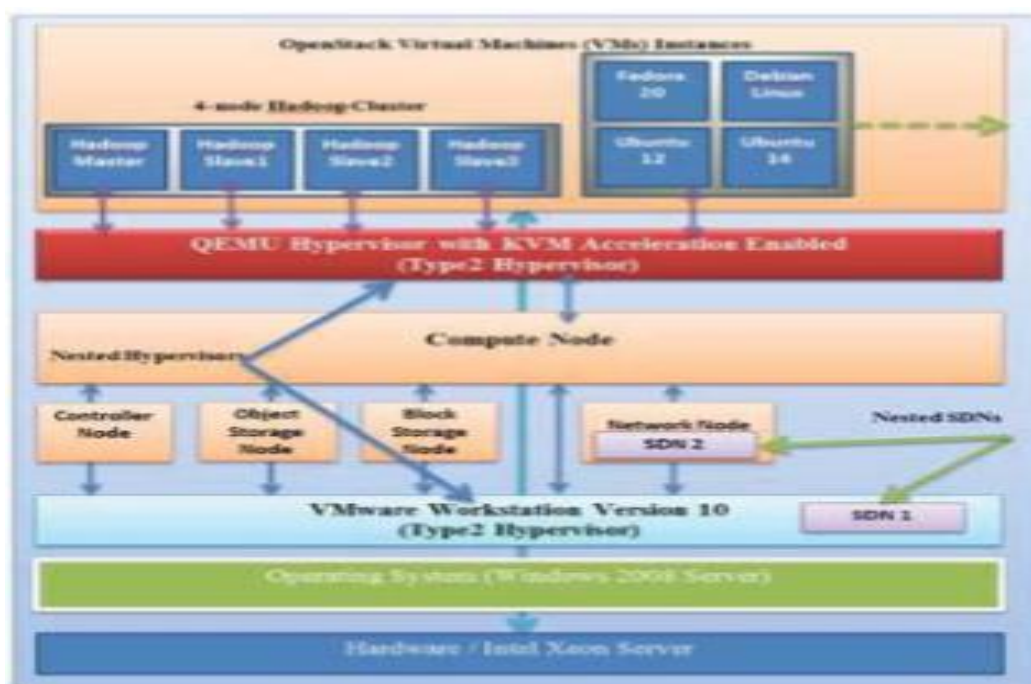 OpenStack Virtual Machines (VMs) Instances
Fedora
20
Debian
Linux
4-node Hadoop Cluster
Hadoop
Master
Hadoop
Slave1
Hadoop
Slave2
Hadoop
Slave3
Ubuntu
12
Ubuntu
14
QEMU Hypervisor with KVM Acceleration Enabled
(Type2 Hypervisor)
Compute Node
Nested Hypervisors
Controller
Node
Object
Storage
Node
Block
Storage
Node
Network Node
SDN 2
Nested SDNs
VMware Workstation Version 10
(Type2 Hypervisor)
SDN 1
Operating System (Windows 2008 Server)
Hardware / Intel Xeon Server